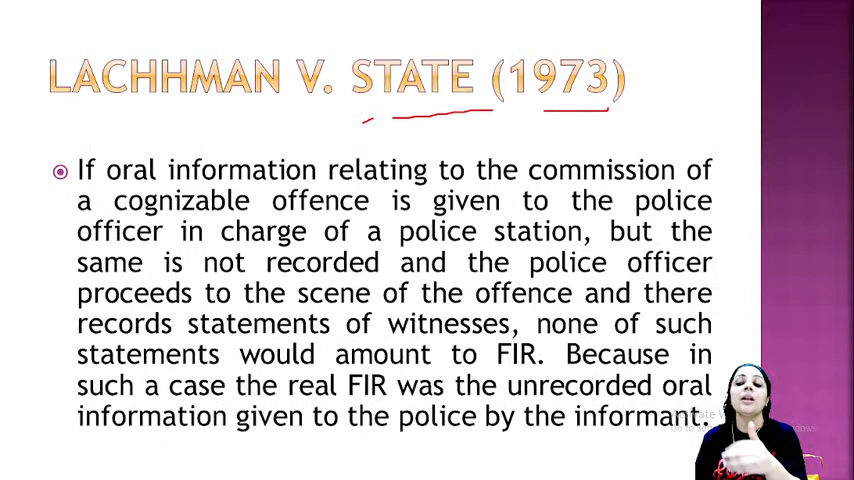 LACHHMAN V. STATE (1973)
If oral information relating to the commission of
a cognizable offence is given to the police
officer in charge of a police station, but the
same is not recorded and the police officer
proceeds to the scene of the offence and there
records statements of witnesses, none of such
statements would amount to FIR. Because in
such a case the real FIR was the unrecorded oral
information given to the police by the informant.
Activate
Go to